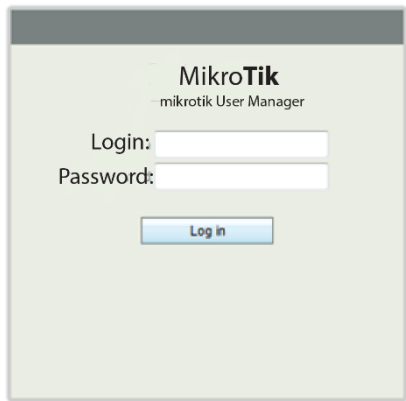 MikroTik
mikrotik User Manager
Login:
Password:
Log in